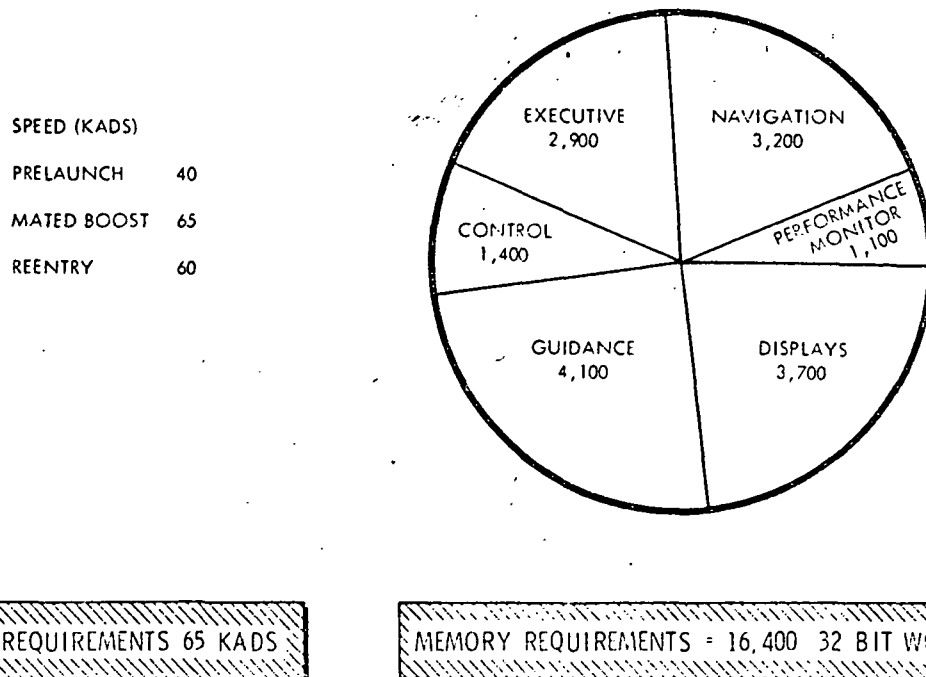 SPEED (KADS)
PRELAUNCH 40
MATED BOOST 65
REENTRY 60
EXECUTIVE
2,900
NAVIGATION
3,200
PERFORMANCE
MONITOR
1,100
CONTROL
1,400
GUIDANCE
4,100
DISPLAYS
3,700
REQUIREMENTS 65 KADS
MEMORY REQUIREMENTS = 16,400 32 BIT